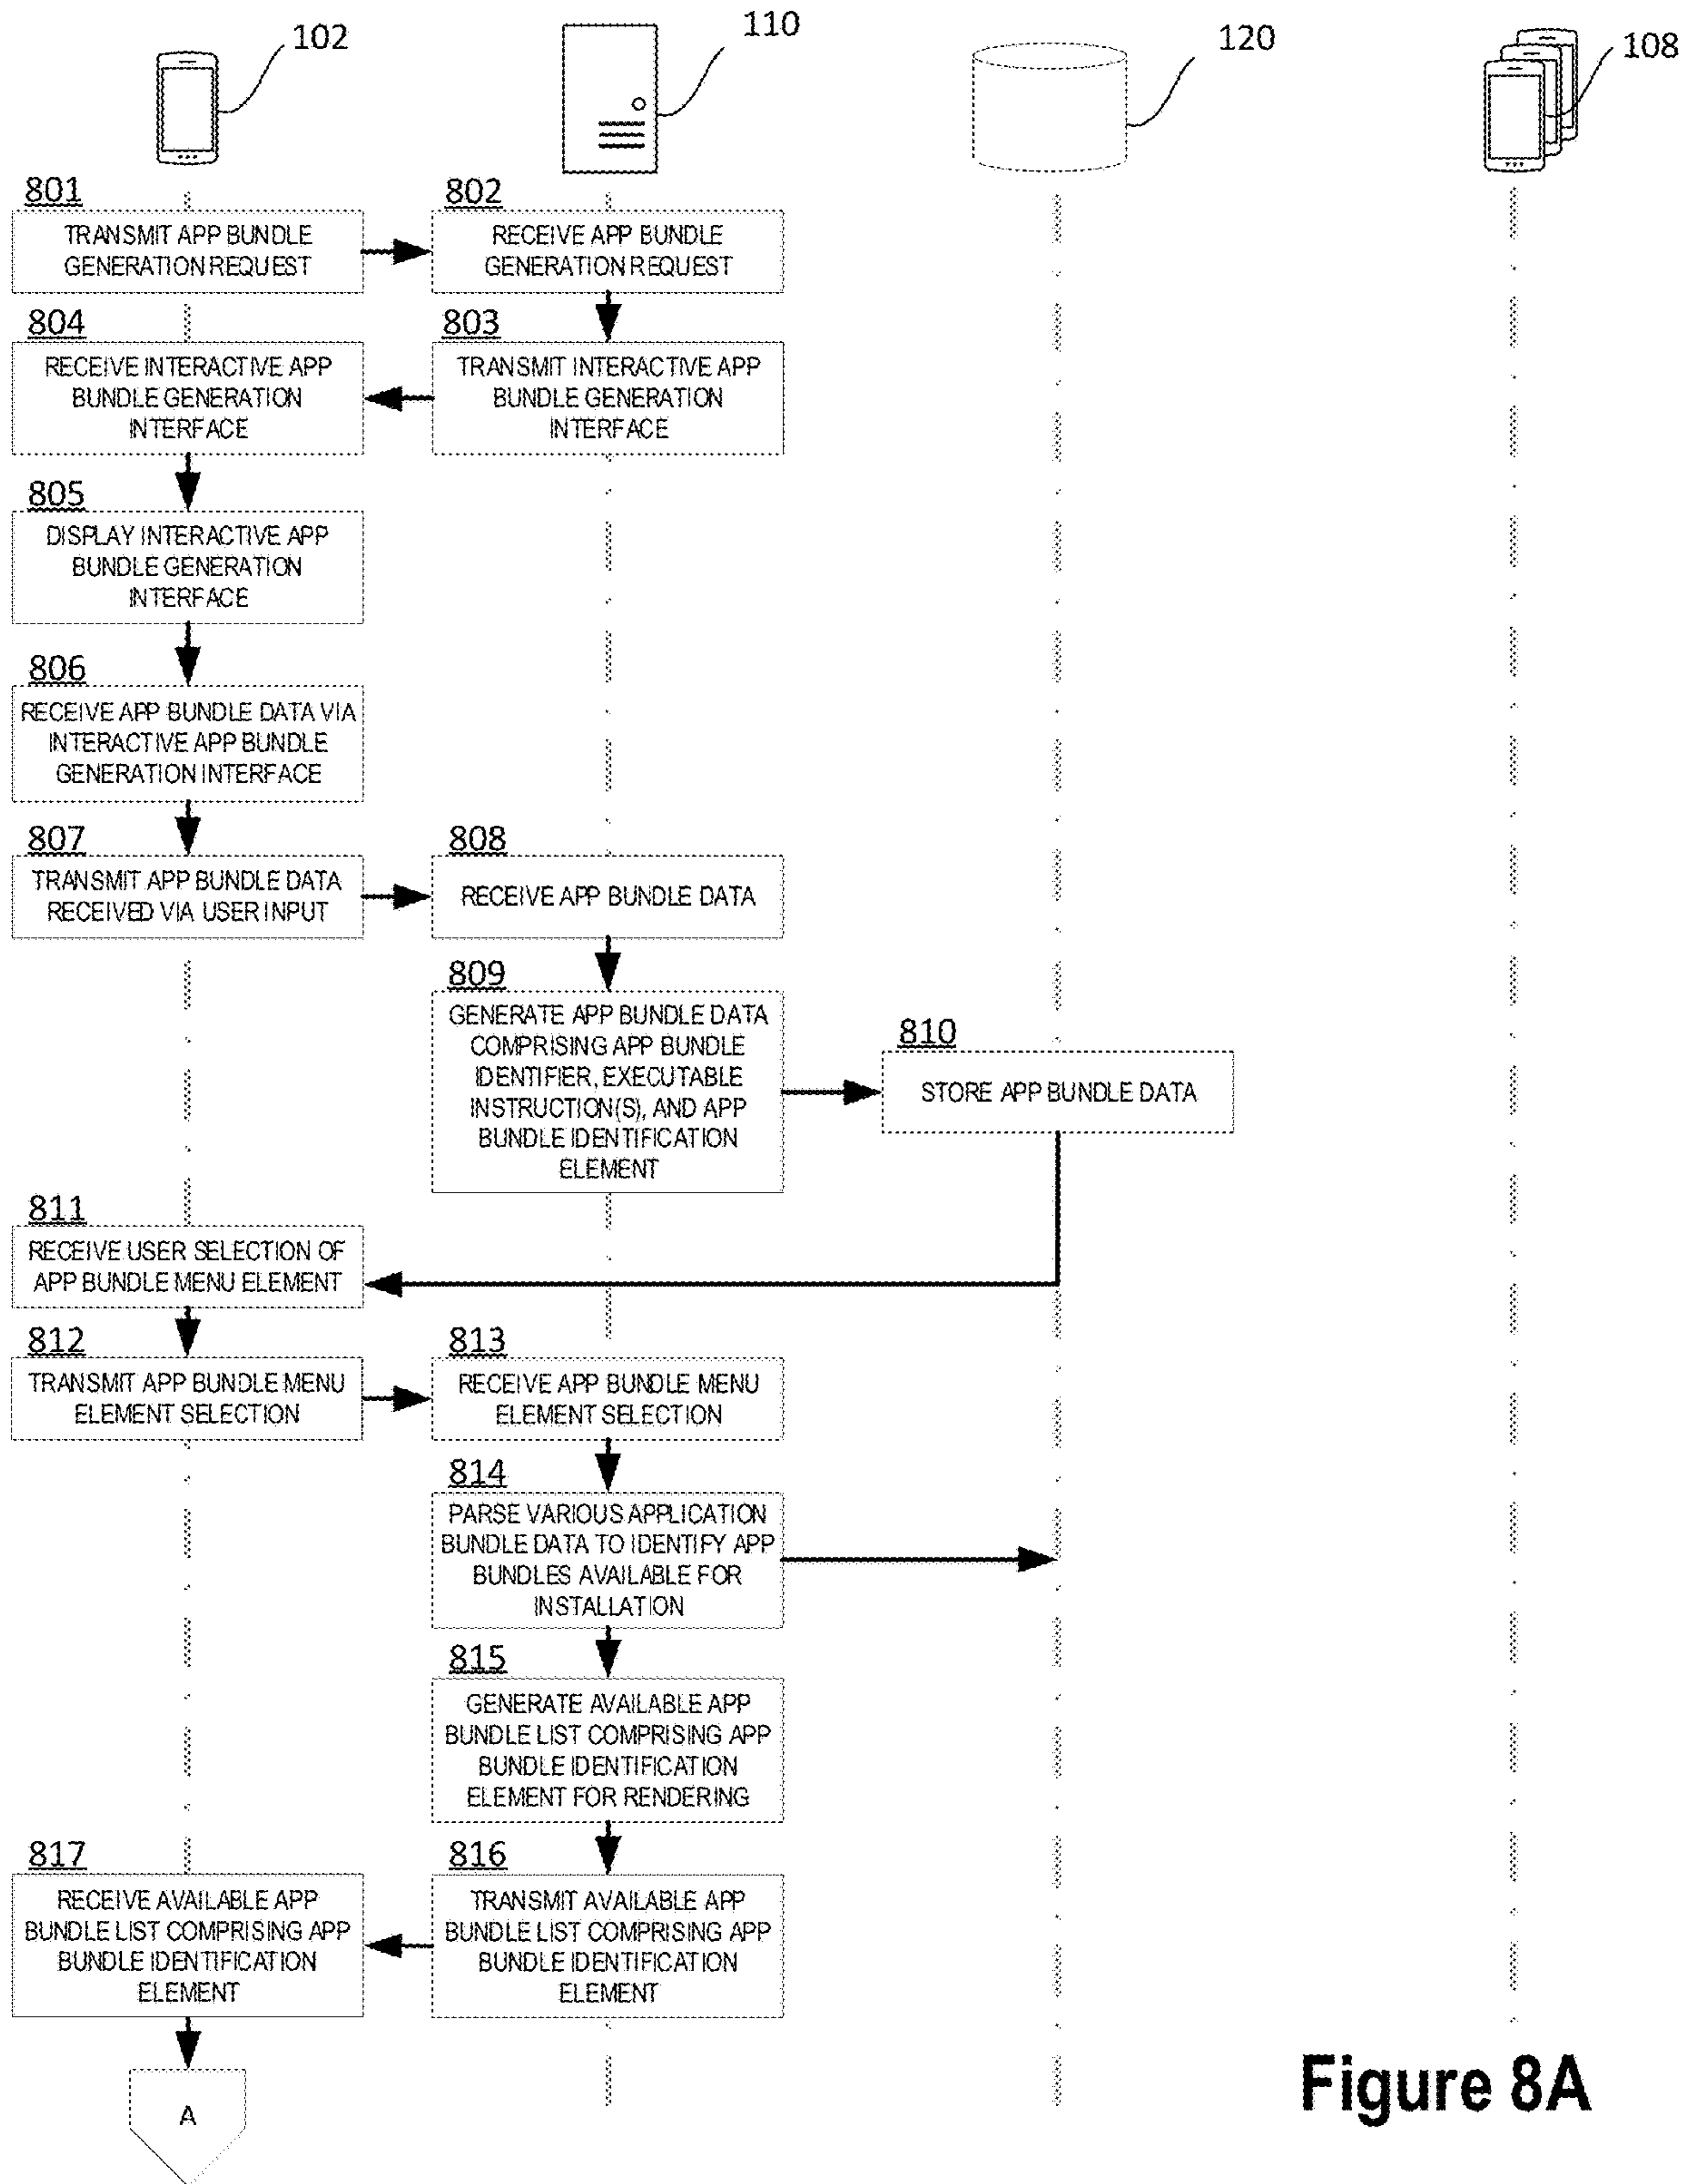 102
110
120
108
801
TRANSMIT APP BUNDLE
GENERATION REQUEST
802
RECEIVE APP BUNDLE
GENERATION REQUEST
804
RECEIVE INTERACTIVE APP
BUNDLE GENERATION
INTERFACE
803
TRANSMIT INTERACTIVE APP
BUNDLE GENERATION
INTERFACE
805
DISPLAY INTERACTIVE APP
BUNDLE GENERATION
INTERFACE
806
RECEIVE APP BUNDLE DATA VIA
INTERACTIVE APP BUNDLE
GENERATION INTERFACE
807
TRANSMIT APP BUNDLE DATA
RECEIVED VIA USER INPUT
808
RECEIVE APP BUNDLE DATA
809
GENERATE APP BUNDLE DATA
COMPRISING APP BUNDLE
IDENTIFIER, EXECUTABLE
INSTRUCTION(S), AND APP
BUNDLE IDENTIFICATION
ELEMENT
810
STORE APP BUNDLE DATA
811
RECEIVE USER SELECTION OF
APP BUNDLE MENU ELEMENT
812
TRANSMIT APP BUNDLE MENU
ELEMENT SELECTION
813
RECEIVE APP BUNDLE MENU
ELEMENT SELECTION
814
PARSE VARIOUS APPLICATION
BUNDLE DATA TO IDENTIFY APP
BUNDLES AVAILABLE FOR
INSTALLATION
815
GENERATE AVAILABLE APP
BUNDLE LIST COMPRISING APP
BUNDLE IDENTIFICATION
ELEMENT FOR RENDERING
817
RECEIVE AVAILABLE APP
BUNDLE LIST COMPRISING APP
BUNDLE IDENTIFICATION
ELEMENT
816
TRANSMIT AVAILABLE APP
BUNDLE LIST COMPRISING APP
BUNDLE IDENTIFICATION
ELEMENT
A
Figure 8A